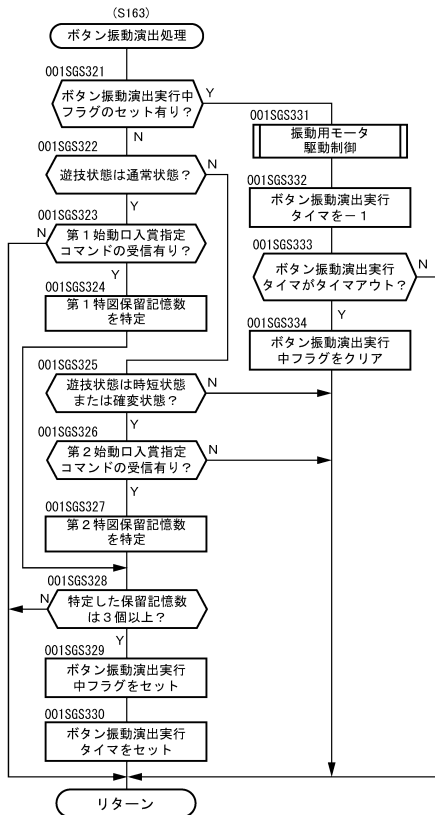 (S163)
ボタン振動演出処理
001SGS321
ボタン振動演出実行中
フラグのセット有り？
Y
N
001SGS322
遊技状態は通常状態？
N
Y
001SGS323
第１始動口入賞指定
コマンドの受信有り？
N
Y
001SGS324
第１特図保留記憶数
を特定
001SGS325
遊技状態は時短状態
または確変状態？
N
Y
001SGS326
第２始動口入賞指定
コマンドの受信有り？
N
Y
001SGS327
第２特図保留記憶数
を特定
001SGS328
特定した保留記憶数
は３個以上？
N
Y
001SGS329
ボタン振動演出実行
中フラグをセット
001SGS330
ボタン振動演出実行
タイマをセット
リターン
001SGS331
振動用モータ
駆動制御
001SGS332
ボタン振動演出実行
タイマを－１
001SGS333
ボタン振動演出実行
タイマがタイムアウト？
N
Y
001SGS334
ボタン振動演出実行
中フラグをクリア